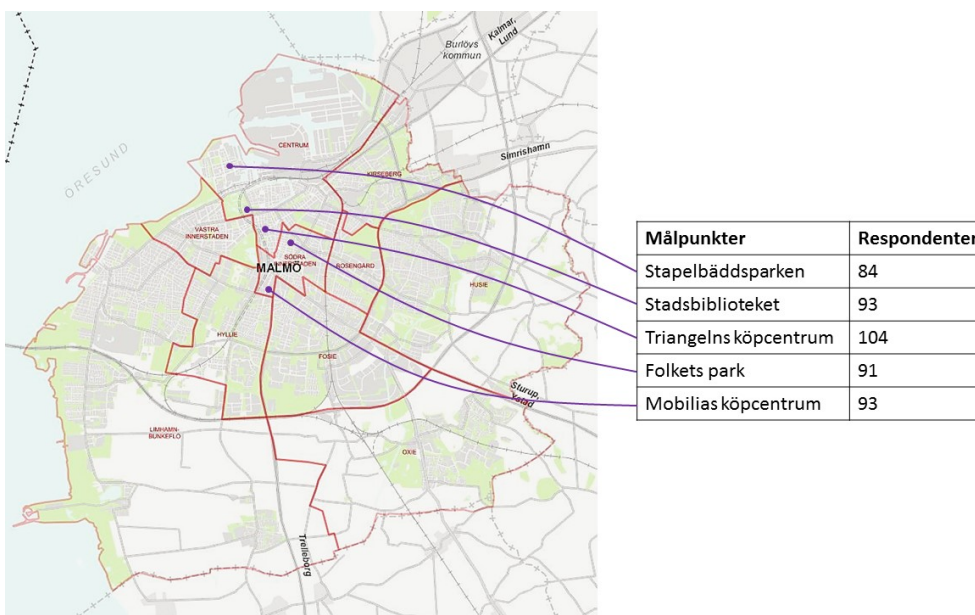 Kalmar,
Lund
Burlövs
kommun
ÖRESUND
CENTRUM
Simrishamn
KIRSEBERG
VÄSTRA
INNERSTADEN
SÖDRA
INNERSTADEN
MALMÖ
ROSENGÅRD
HUSIE
HYLLIE
FOSIE
Sturup,
Ystad
LIMHAMN-
BUNKEFLO
OXIE
Trelleborg
Målpunkter Respondenter
Stapelbäddsparken 84
Stadsbiblioteket 93
Triangelns köpcentrum 104
Folkets park 91
Mobilias köpcentrum 93